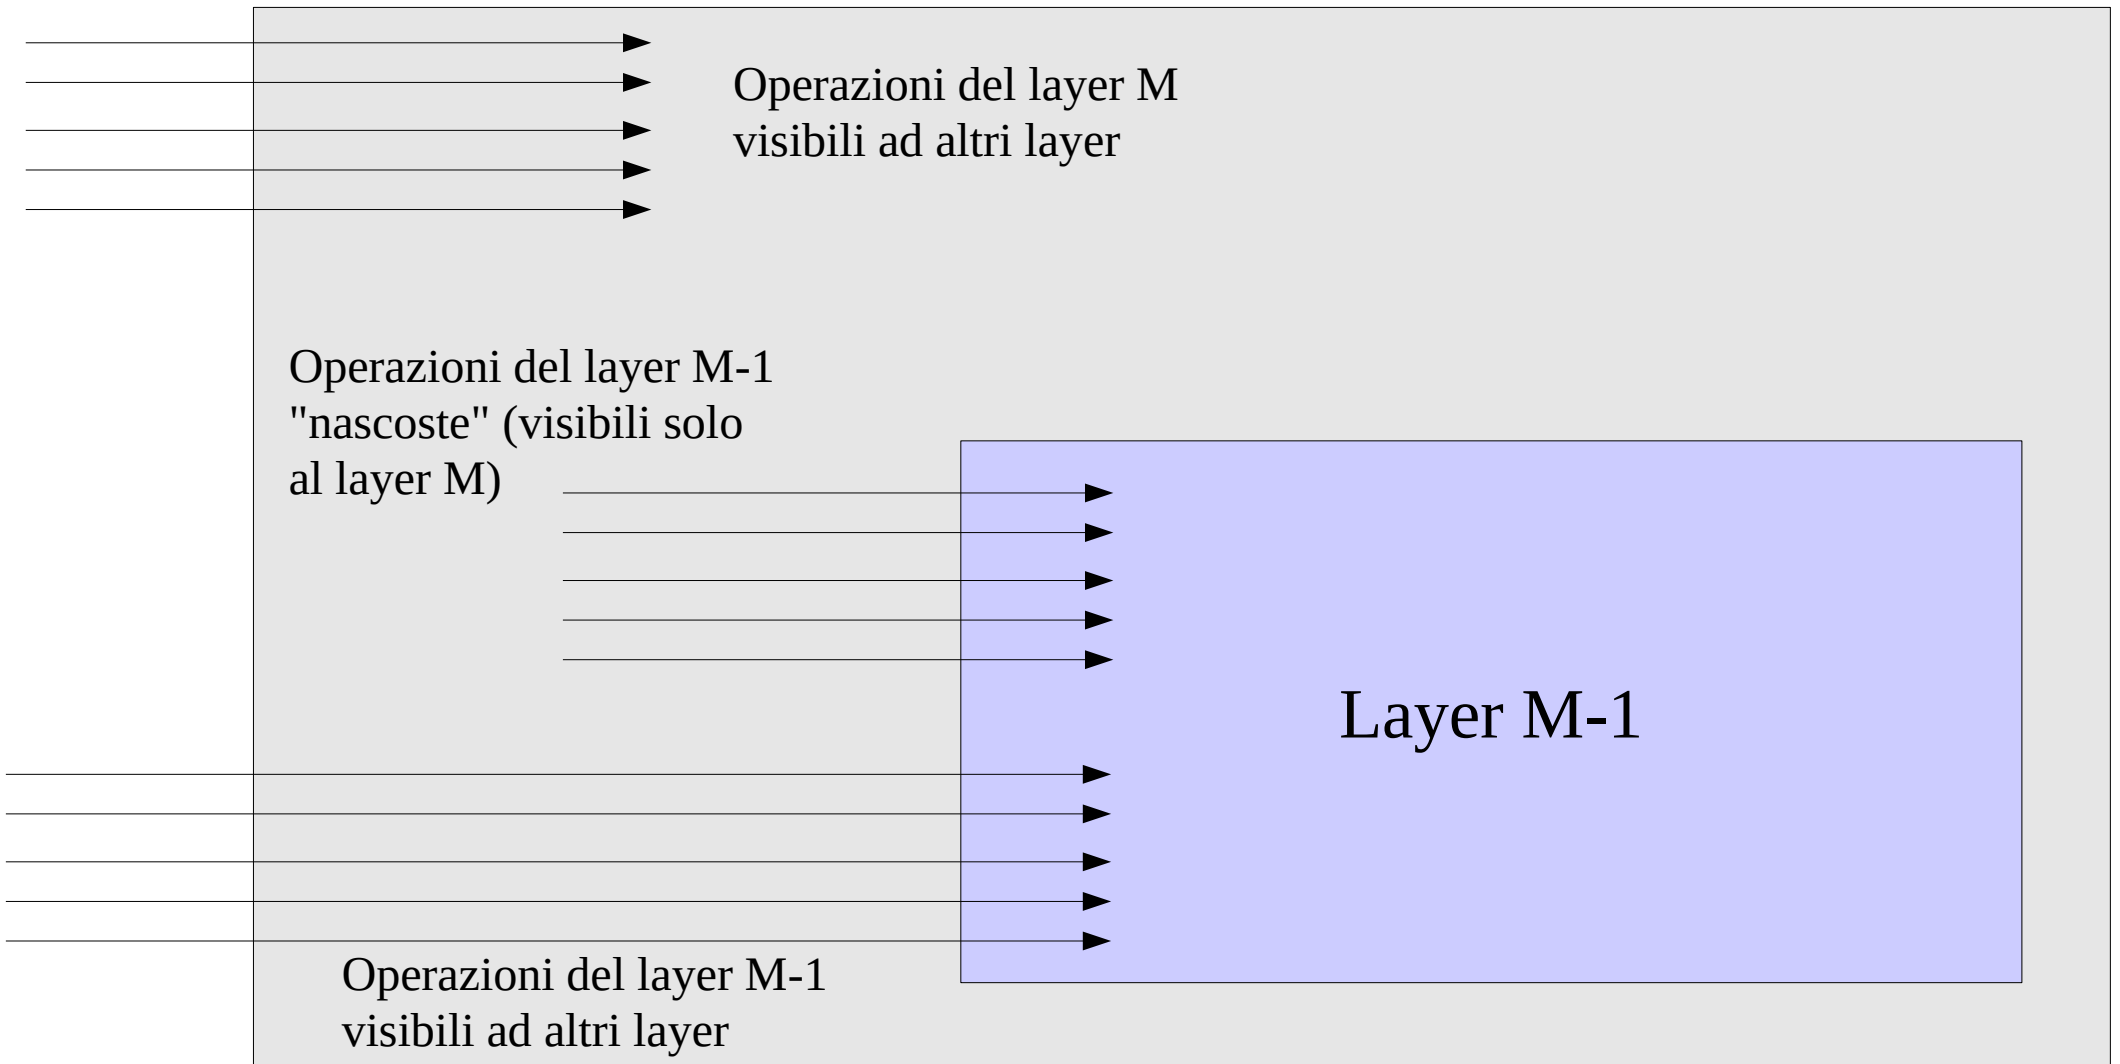 Operazioni del layer M
visibili ad altri layer
Operazioni del layer M-1
"nascoste" (visibili solo
al layer M)
Layer M-1
Operazioni del layer M-1
visibili ad altri layer